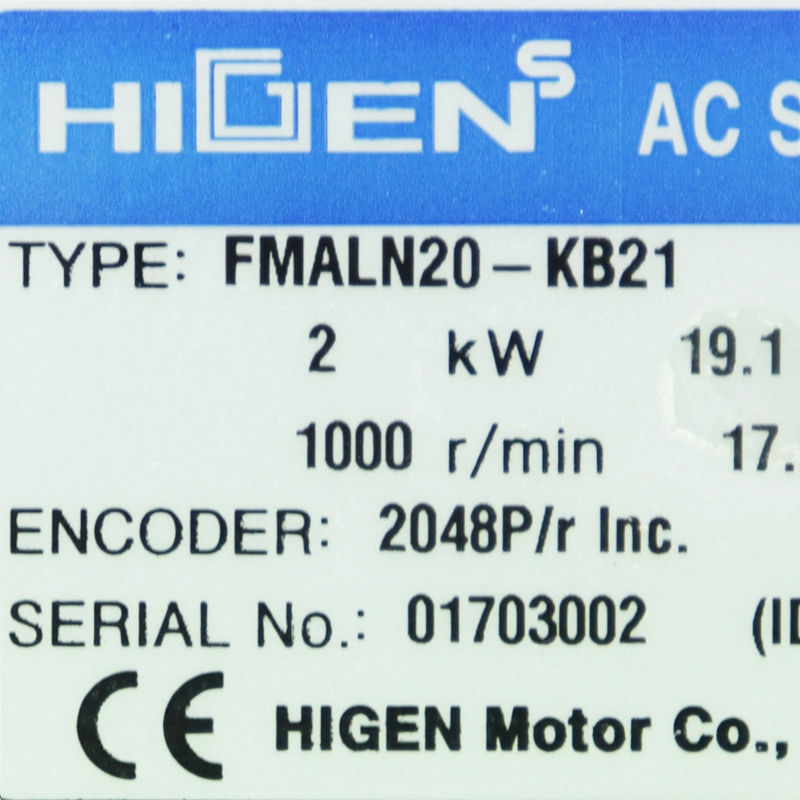 HIGEN S AC S
TYPE: FMALN20-KB21
2 kW 19.1
1000 r/min 17.
ENCODER: 2048P/r Inc.
SERIAL No.: 01703002 (ID
CE HIGEN Motor Co.,